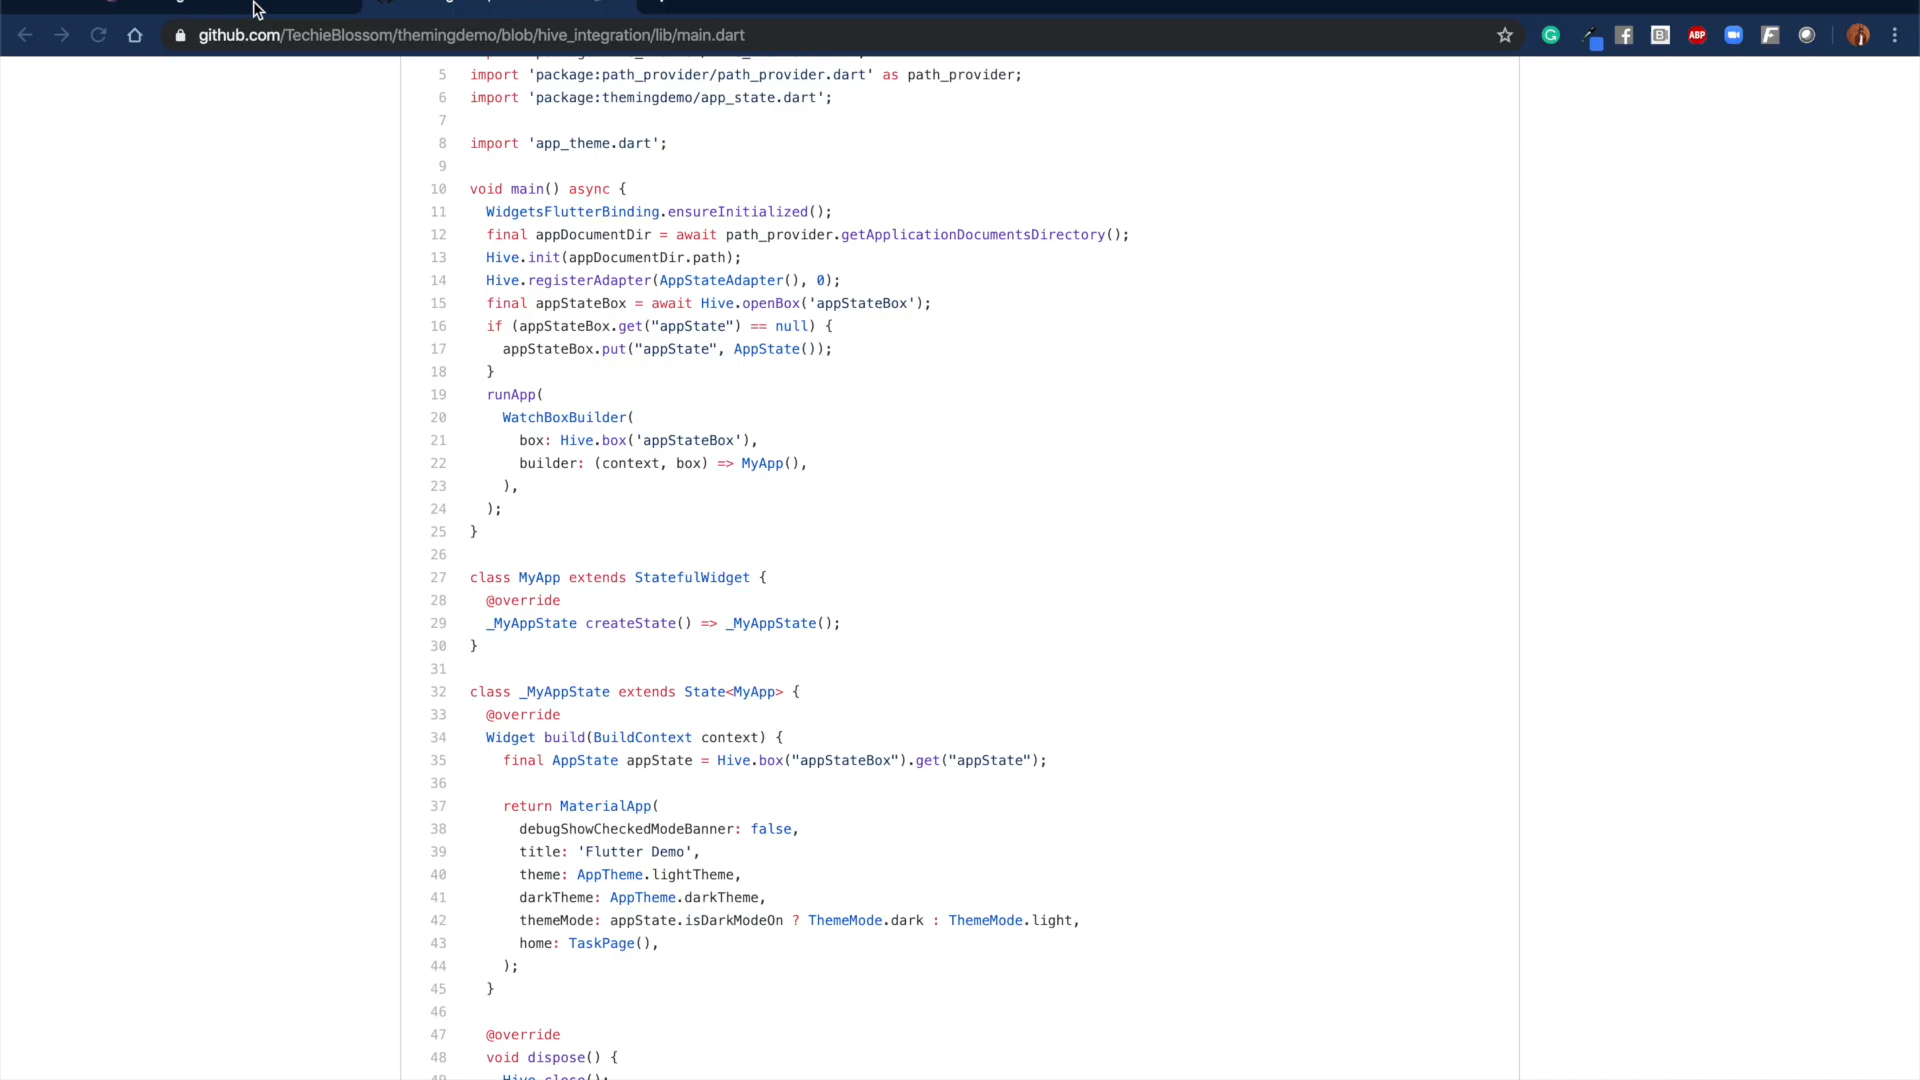 github.com/TechieBlossom/themingdemo/blob/hive_integration/lib/main.dart
ABP
5 import 'package:path_provider/path_provider.dart' as path_provider;
6 import 'package:themingdemo/app_state.dart';
7
8 import 'app_theme.dart';
9
10 void main() async {
11 WidgetsFlutterBinding.ensureInitialized();
12 final appDocumentDir = await path_provider.getApplicationDocumentsDirectory();
13 Hive.init(appDocumentDir.path);
14 Hive.registerAdapter(AppStateAdapter(), 0);
15 final appStateBox = await Hive.openBox('appStateBox');
16 if (appStateBox.get("appState") == null) {
17 appStateBox.put("appState", AppState());
18 }
19 runApp(
20 WatchBoxBuilder(
21 box: Hive.box('appStateBox'),
22 builder: (context, box) => MyApp(),
23 ),
24 );
25 }
26
27 class MyApp extends StatefulWidget {
28 @override
29 _MyAppState createState() => _MyAppState();
30 }
31
32 class _MyAppState extends State<MyApp> {
33 @override
34 Widget build(BuildContext context) {
35 final AppState appState = Hive.box("appStateBox").get("appState");
36
37 return MaterialApp(
38 debugShowCheckedModeBanner: false,
39 title: 'Flutter Demo',
40 theme: AppTheme.lightTheme,
41 darkTheme: AppTheme.darkTheme,
42 themeMode: appState.isDarkModeOn ? ThemeMode.dark : ThemeMode.light,
43 home: TaskPage(),
44 );
45 }
46
47 @override
48 void dispose() {
49 Hive.close();